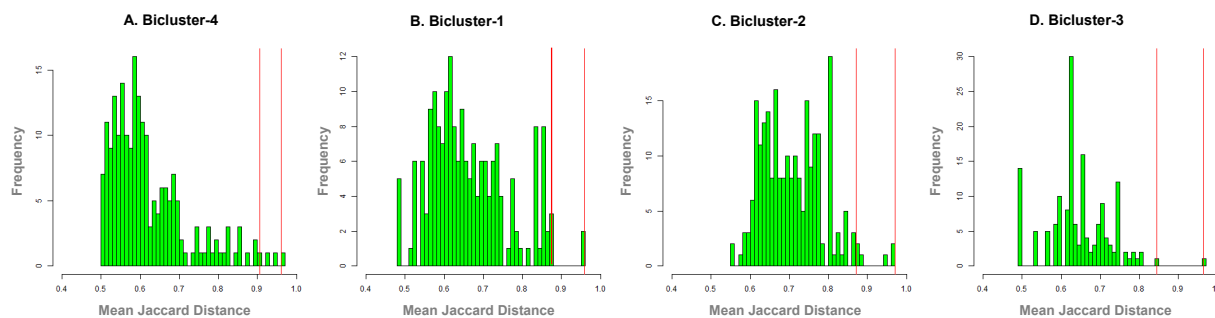 A. Bicluster-4
B. Bicluster-1
C. Bicluster-2
D. Bicluster-3
Frequency
0
5
10
15
0.4 0.5 0.6 0.7 0.8 0.9 1.0
Mean Jaccard Distance
Frequency
0
2
4
6
8
10
12
0.4 0.5 0.6 0.7 0.8 0.9 1.0
Mean Jaccard Distance
Frequency
0
5
10
15
0.4 0.5 0.6 0.7 0.8 0.9 1.0
Mean Jaccard Distance
Frequency
0
5
10
15
20
25
30
0.4 0.5 0.6 0.7 0.8 0.9
Mean Jaccard Distance